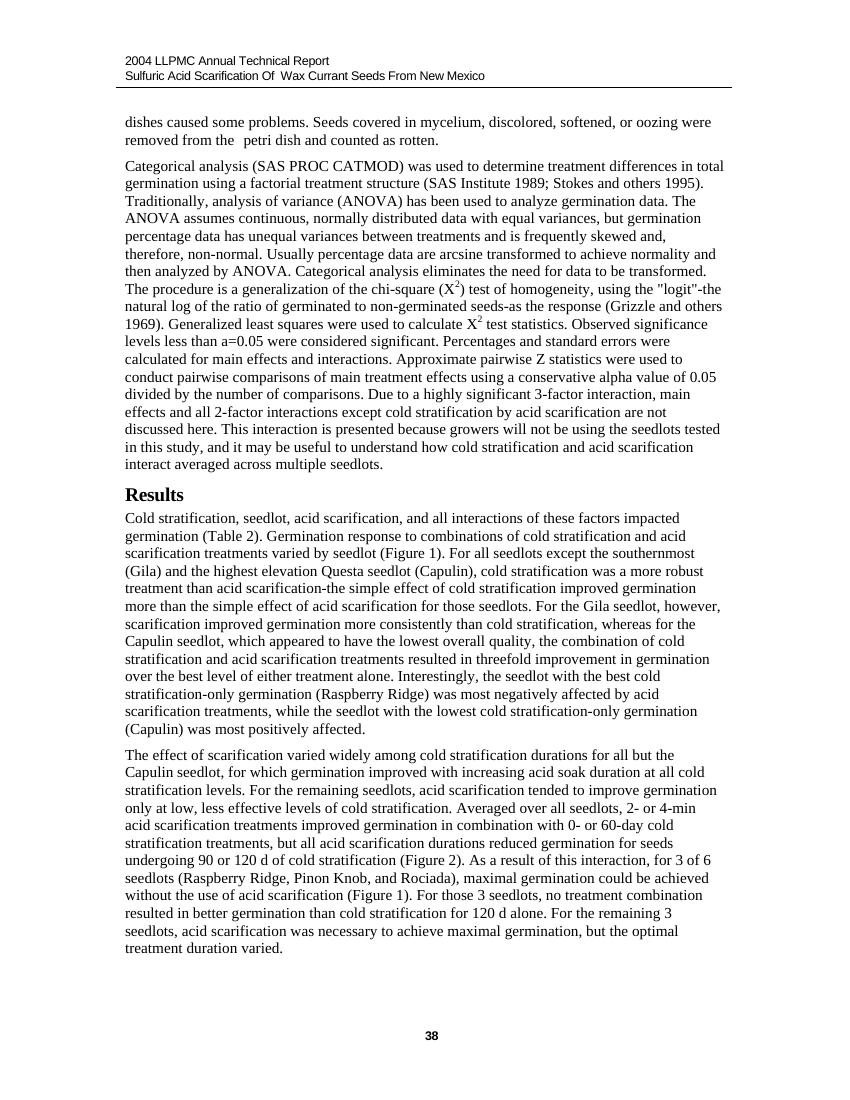 2004 LLPMC Annual Technical Report
Sulfuric Acid Scarification Of Wax Currant Seeds From New Mexico
dishes caused some problems. Seeds covered in mycelium, discolored, softened, or oozing were
removed from the petri dish and counted as rotten.
Categorical analysis (SAS PROC CATMOD) was used to determine treatment differences in total
germination using a factorial treatment structure (SAS Institute 1989; Stokes and others 1995).
Traditionally, analysis of variance (ANOVA) has been used to analyze germination data. The
ANOVA assumes continuous, normally distributed data with equal variances, but germination
percentage data has unequal variances between treatments and is frequently skewed and,
therefore, non-normal. Usually percentage data are arcsine transformed to achieve normality and
then analyzed by ANOVA. Categorical analysis eliminates the need for data to be transformed.
The procedure is a generalization of the chi-square (X²) test of homogeneity, using the "logit"-the
natural log of the ratio of germinated to non-germinated seeds-as the response (Grizzle and others
1969). Generalized least squares were used to calculate X² test statistics. Observed significance
levels less than a=0.05 were considered significant. Percentages and standard errors were
calculated for main effects and interactions. Approximate pairwise Z statistics were used to
conduct pairwise comparisons of main treatment effects using a conservative alpha value of 0.05
divided by the number of comparisons. Due to a highly significant 3-factor interaction, main
effects and all 2-factor interactions except cold stratification by acid scarification are not
discussed here. This interaction is presented because growers will not be using the seedlots tested
in this study, and it may be useful to understand how cold stratification and acid scarification
interact averaged across multiple seedlots.
Results
Cold stratification, seedlot, acid scarification, and all interactions of these factors impacted
germination (Table 2). Germination response to combinations of cold stratification and acid
scarification treatments varied by seedlot (Figure 1). For all seedlots except the southernmost
(Gila) and the highest elevation Questa seedlot (Capulin), cold stratification was a more robust
treatment than acid scarification-the simple effect of cold stratification improved germination
more than the simple effect of acid scarification for those seedlots. For the Gila seedlot, however,
scarification improved germination more consistently than cold stratification, whereas for the
Capulin seedlot, which appeared to have the lowest overall quality, the combination of cold
stratification and acid scarification treatments resulted in threefold improvement in germination
over the best level of either treatment alone. Interestingly, the seedlot with the best cold
stratification-only germination (Raspberry Ridge) was most negatively affected by acid
scarification treatments, while the seedlot with the lowest cold stratification-only germination
(Capulin) was most positively affected.
The effect of scarification varied widely among cold stratification durations for all but the
Capulin seedlot, for which germination improved with increasing acid soak duration at all cold
stratification levels. For the remaining seedlots, acid scarification tended to improve germination
only at low, less effective levels of cold stratification. Averaged over all seedlots, 2- or 4-min
acid scarification treatments improved germination in combination with 0- or 60-day cold
stratification treatments, but all acid scarification durations reduced germination for seeds
undergoing 90 or 120 d of cold stratification (Figure 2). As a result of this interaction, for 3 of 6
seedlots (Raspberry Ridge, Pinon Knob, and Rociada), maximal germination could be achieved
without the use of acid scarification (Figure 1). For those 3 seedlots, no treatment combination
resulted in better germination than cold stratification for 120 d alone. For the remaining 3
seedlots, acid scarification was necessary to achieve maximal germination, but the optimal
treatment duration varied.
38